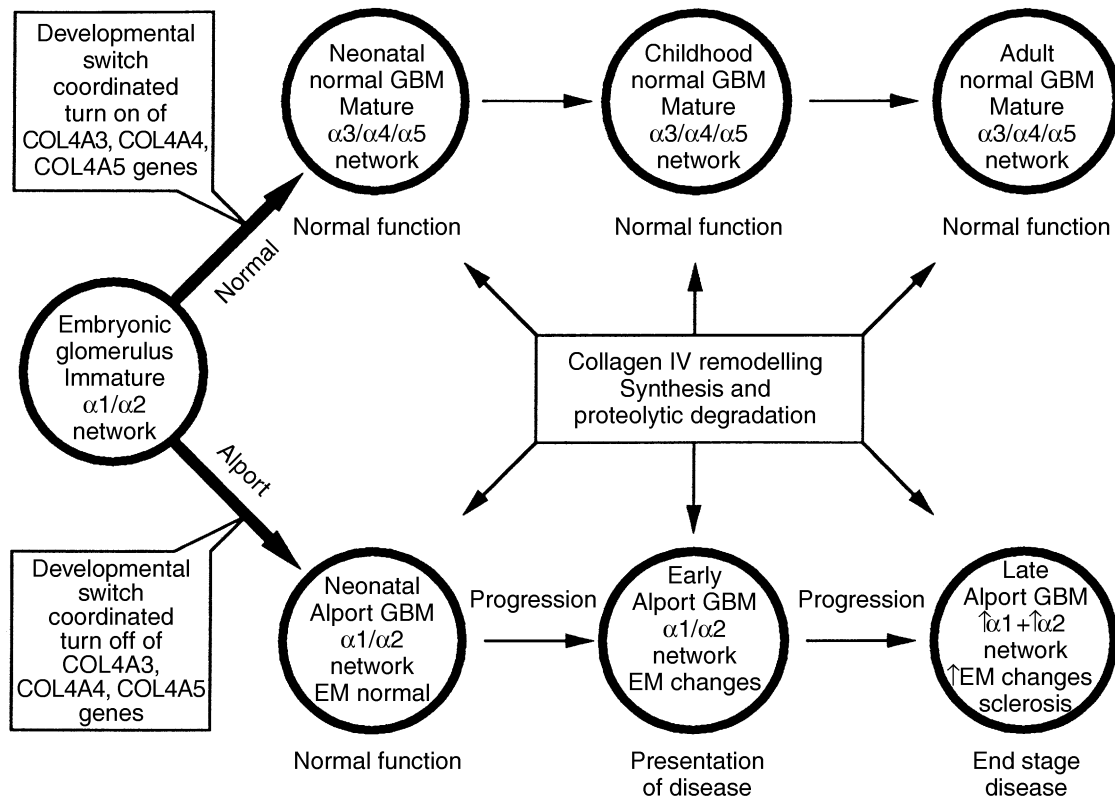 Developmental
switch
coordinated
turn on of
COL4A3, COL4A4,
COL4A5 genes
Neonatal
normal GBM
Mature
α3/α4/α5
network
Normal function
Childhood
normal GBM
Mature
α3/α4/α5
network
Normal function
Adult
normal GBM
Mature
α3/α4/α5
network
Normal function
Normal
Embryonic
glomerulus
Immature
α1/α2
network
Collagen IV remodelling
Synthesis and
proteolytic degradation
Alport
Developmental
switch
coordinated
turn off of
COL4A3,
COL4A4, COL4A5
genes
Neonatal
Alport GBM
α1/α2
network
EM normal
Normal function
Progression
Early
Alport GBM
α1/α2
network
EM changes
Presentation
of disease
Progression
Late
Alport GBM
↑α1+↑α2
network
↑EM changes
sclerosis
End stage
disease